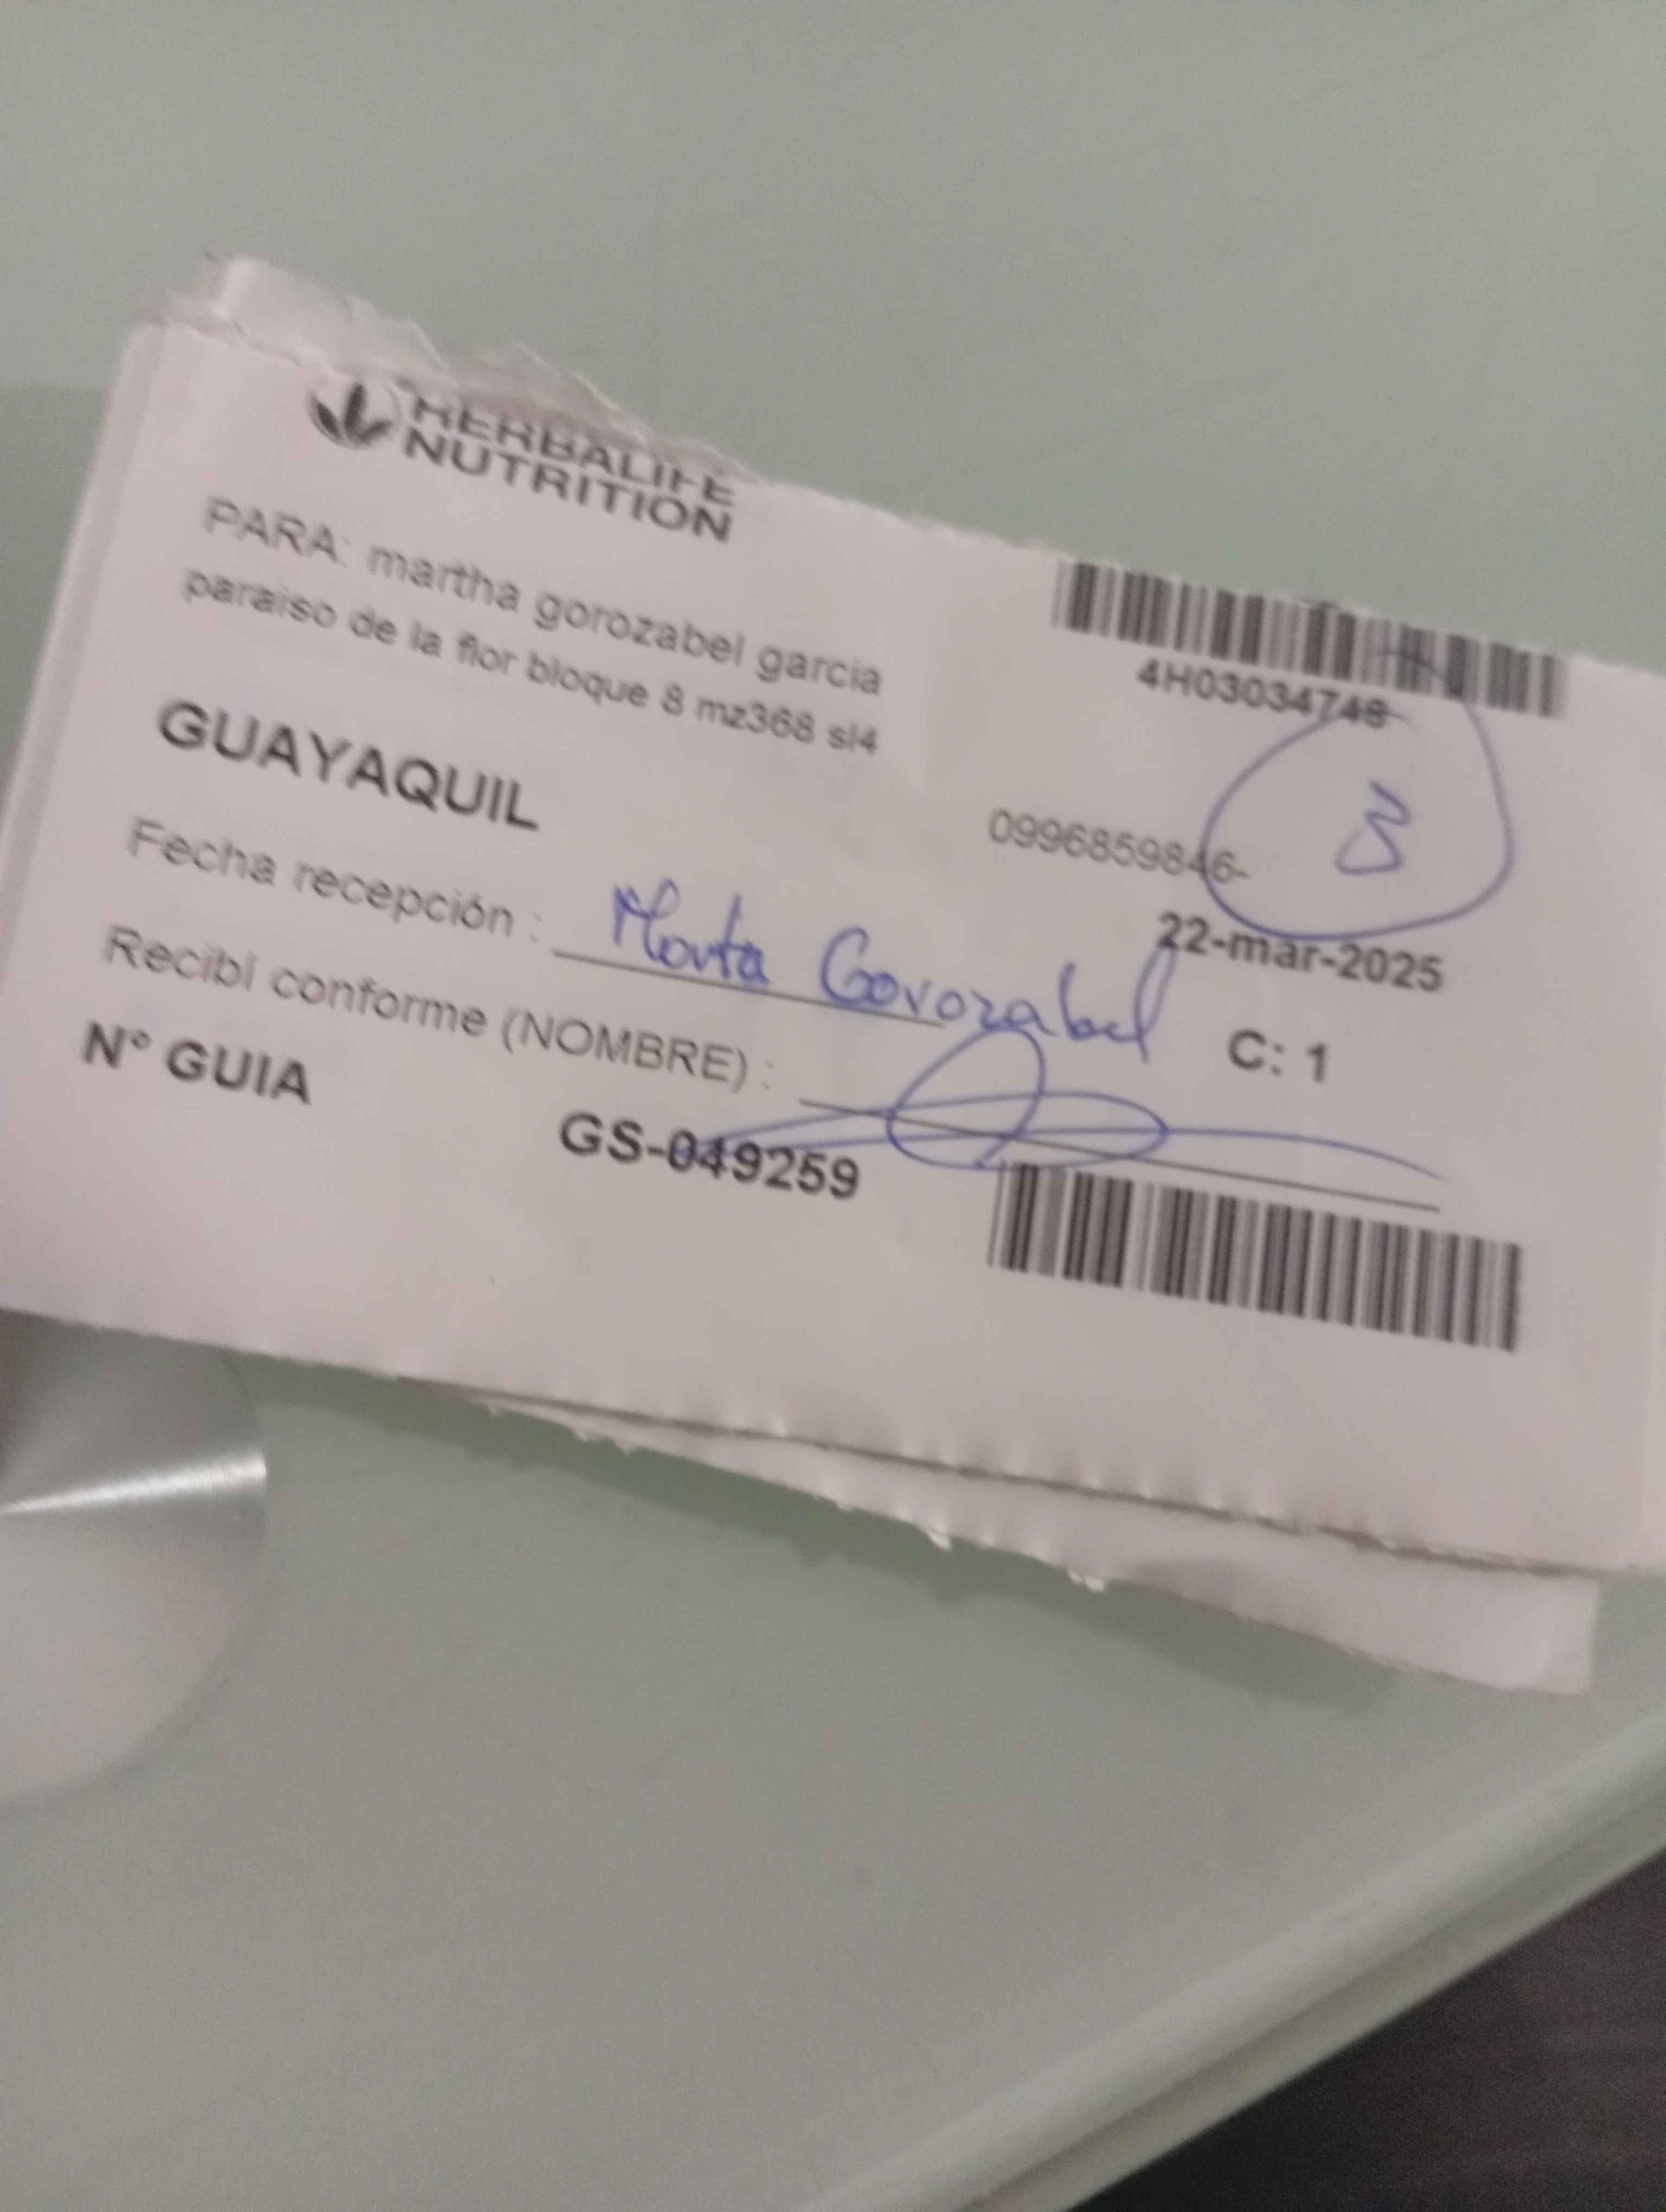 HERBALIFE
NUTRITION
PARA: martha gorozabel garcia
paraiso de la flor bloque 8 mz368 sl4
4H03034748
GUAYAQUIL
0996859846-
3
Fecha recepción : Marta Gorozabel
22-mar-2025
Recibí conforme (NOMBRE) :
C: 1
N° GUIA
GS-049259